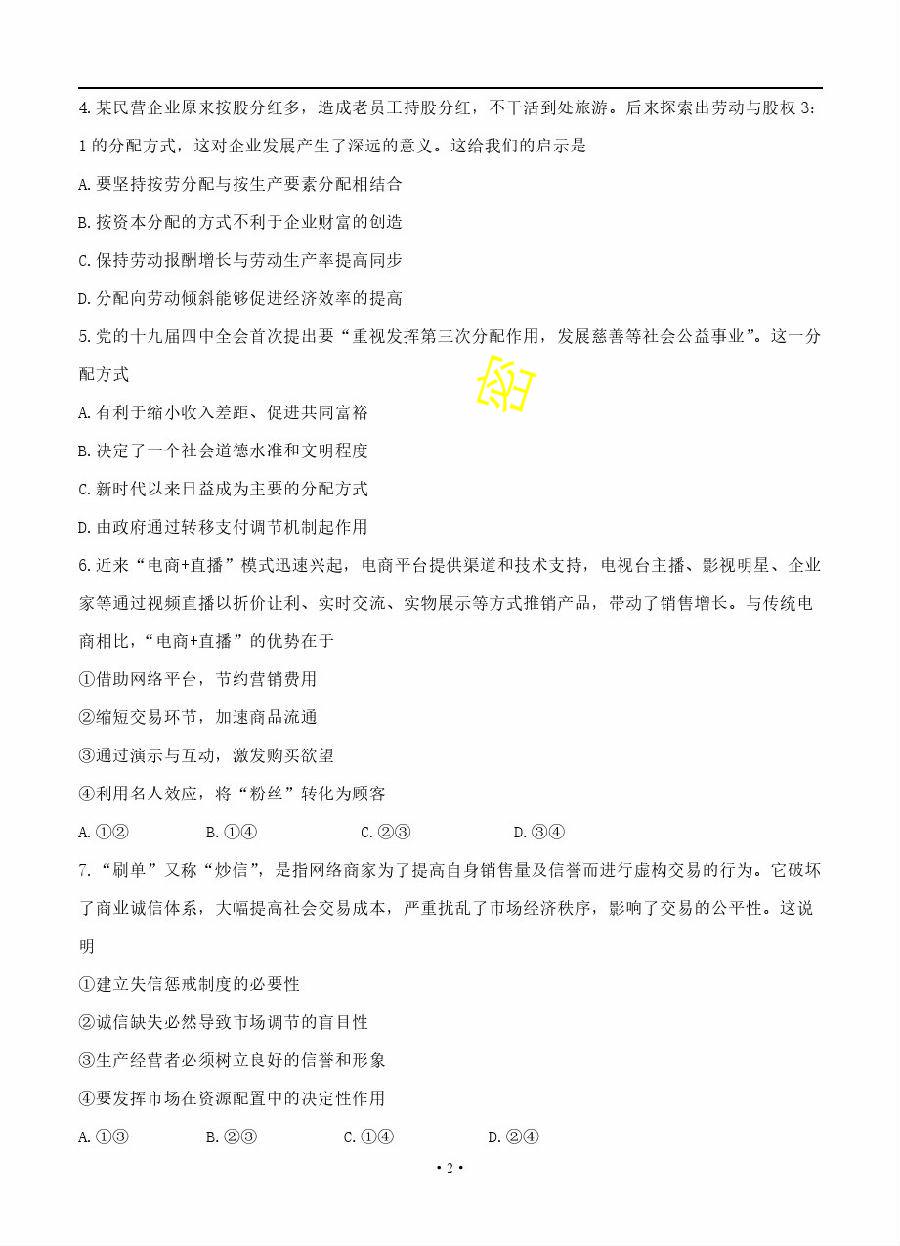 4. 某民营企业原来按股分红多，造成老员工持股分红，不干活到处旅游。后来探索出劳动与股权 3:
1 的分配方式，这对企业发展产生了深远的意义。这给我们的启示是
A. 要坚持按劳分配与按生产要素分配相结合
B. 按资本分配的方式不利于企业财富的创造
C. 保持劳动报酬增长与劳动生产率提高同步
D. 分配向劳动倾斜能够促进经济效率的提高
5. 党的十九届四中全会首次提出要“重视发挥第三次分配作用，发展慈善等社会公益事业”。这一分
配方式
A. 有利于缩小收入差距、促进共同富裕
B. 决定了一个社会道德水准和文明程度
C. 新时代以来日益成为主要的分配方式
D. 由政府通过转移支付调节机制起作用
6. 近来“电商+直播”模式迅速兴起，电商平台提供渠道和技术支持，电视台主播、影视明星、企业
家等通过视频直播以折价让利、实时交流、实物展示等方式推销产品，带动了销售增长。与传统电
商相比，“电商+直播”的优势在于
①借助网络平台，节约营销费用
②缩短交易环节，加速商品流通
③通过演示与互动，激发购买欲望
④利用名人效应，将“粉丝”转化为顾客
A. ①② B. ①④ C. ②③ D. ③④
7. “刷单”又称“炒信”，是指网络商家为了提高自身销售量及信誉而进行虚构交易的行为。它破坏
了商业诚信体系，大幅提高社会交易成本，严重扰乱了市场经济秩序，影响了交易的公平性。这说
明
①建立失信惩戒制度的必要性
②诚信缺失必然导致市场调节的盲目性
③生产经营者必须树立良好的信誉和形象
④要发挥市场在资源配置中的决定性作用
A. ①③ B. ②③ C. ①④ D. ②④
• 2 •